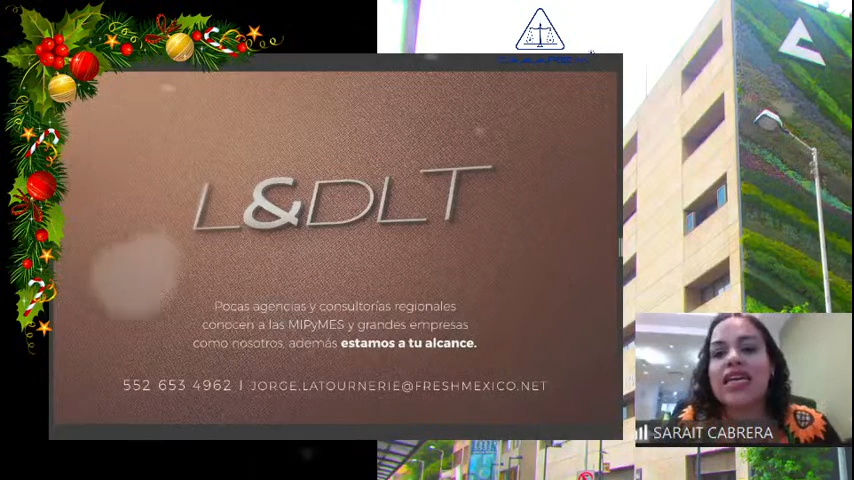 L&DLT
Pocas agencias y consultorías regionales
conocen a las MIPyMES y grandes empresas
como nosotros, además estamos a tu alcance.
552 653 4962 | JORGE.LATOURNERIE@FRESHMEXICO.NET
SARAIT CABRERA